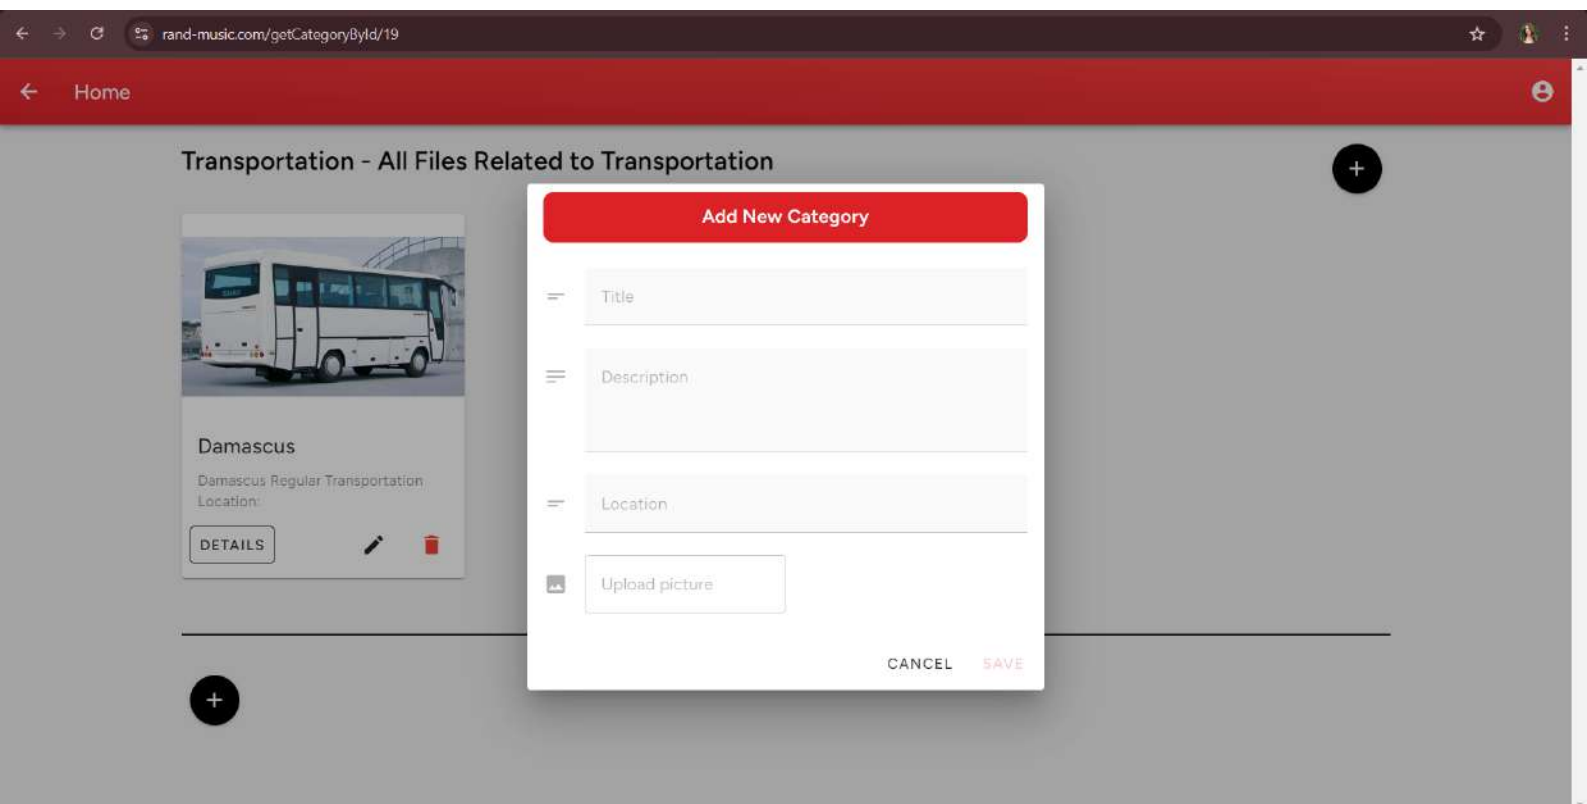 rand-music.com/getCategoryById/19
Home
Transportation - All Files Related to Transportation
Add New Category
Title
Description
Location
Upload picture
CANCEL SAVE
Damascus
Damascus Regular Transportation
Location:
DETAILS